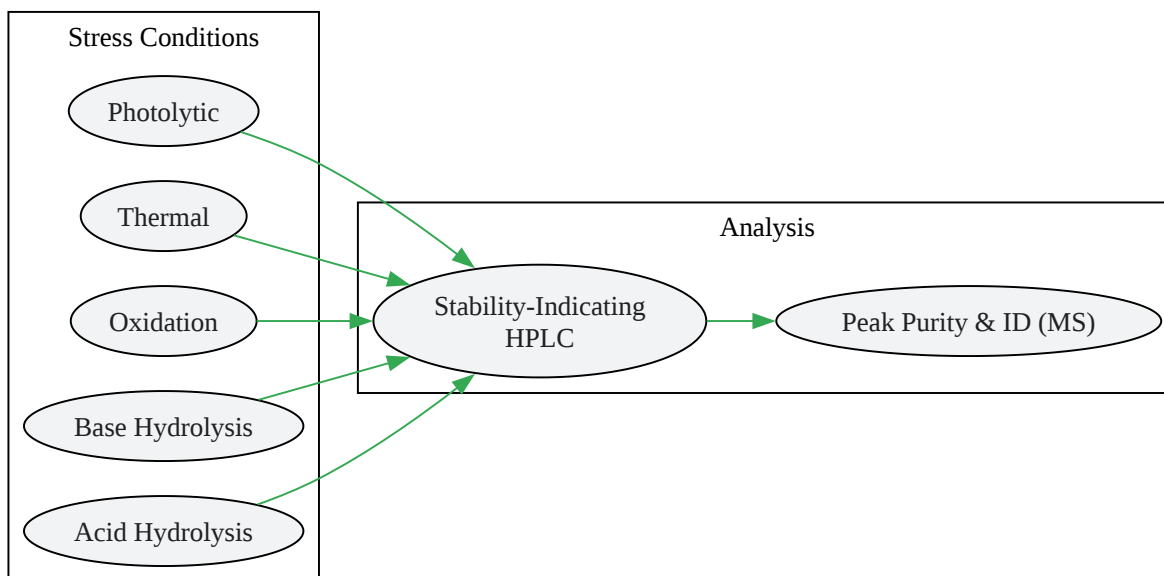 Stress Conditions
Photolytic
Thermal
Oxidation
Base Hydrolysis
Acid Hydrolysis
Analysis
Stability-Indicating
HPLC
Peak Purity & ID (MS)